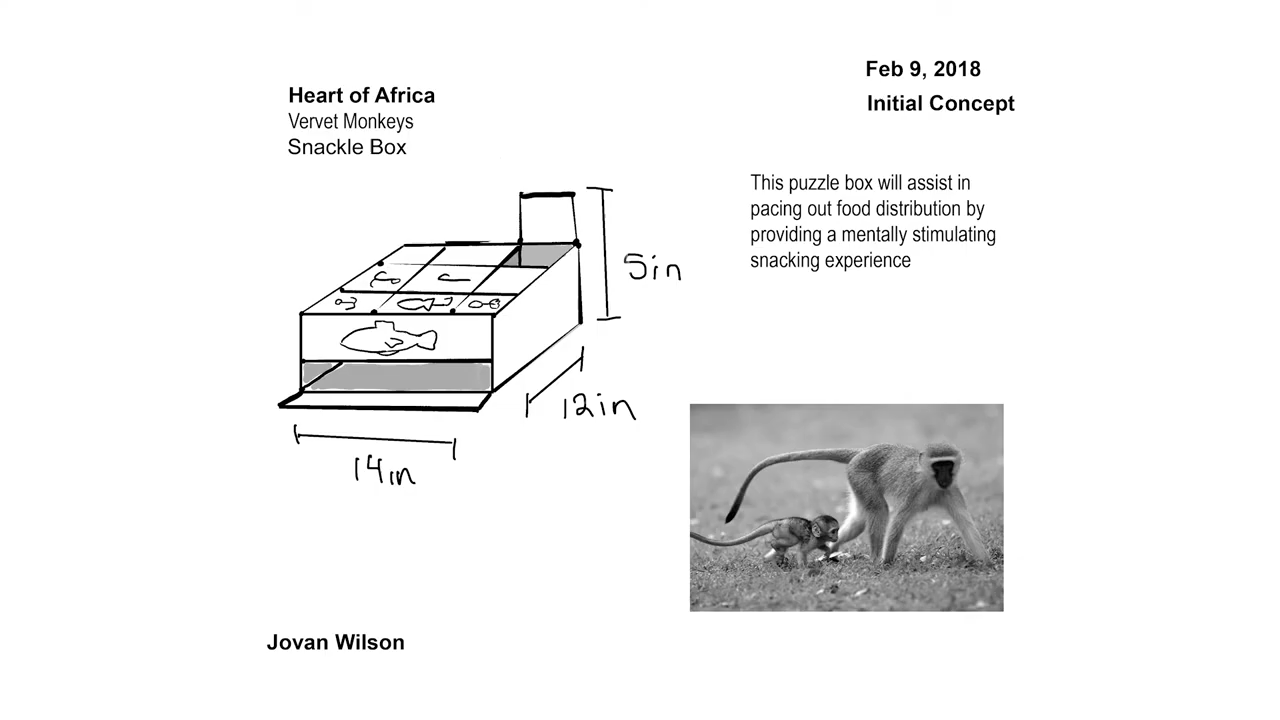 Heart of Africa
Vervet Monkeys
Snackle Box
Feb 9, 2018
Initial Concept
This puzzle box will assist in
pacing out food distribution by
providing a mentally stimulating
snacking experience
5in
12in
14in
Jovan Wilson